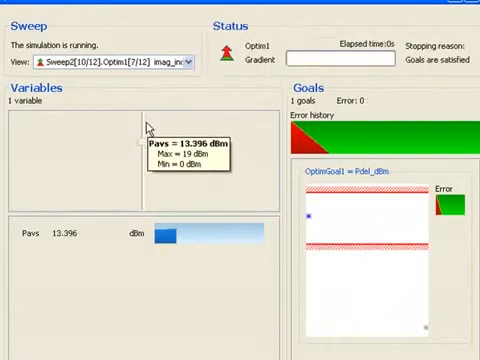 Sweep
The simulation is running.
View: Sweep2[10/12].Optim1[7/12] imag_ind
Status
Optim1
Gradient
Elapsed time:0s
Stopping reason:
Goals are satisfied
Variables
1 variable
Pavs = 13.396 dBm
Max = 19 dBm
Min = 0 dBm
Pavs 13.396 dBm
Goals
1 goals Error: 0
Error history
OptimGoal1 = Pdel_dBm
Error